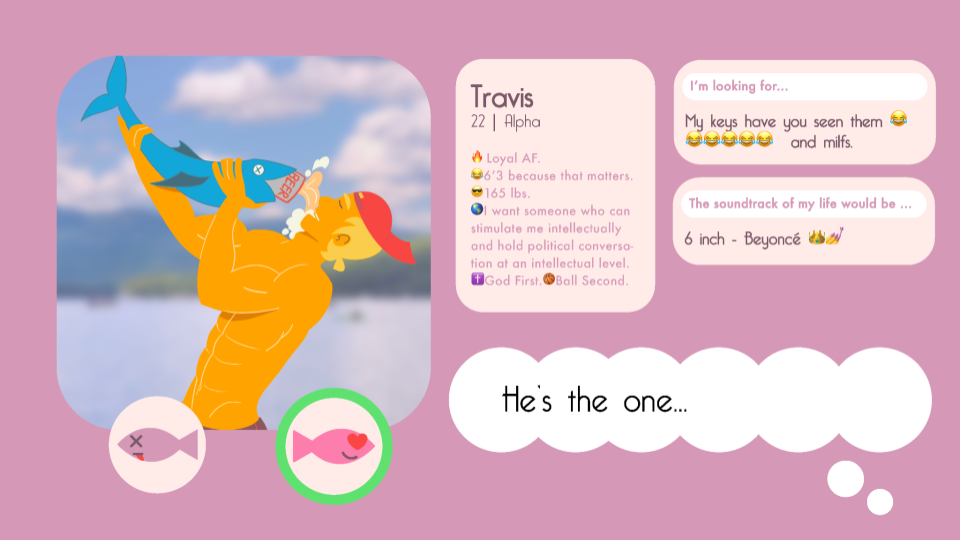 BEER
Travis
22 | Alpha
🔥 Loyal AF.
😂6'3 because that matters.
😎165 lbs.
🌎I want someone who can
stimulate me intellectually
and hold political conversa-
tion at an intellectual level.
✝️God First.🏀Ball Second.
I'm looking for...
My keys have you seen them 😂
😂😂😂😂😂 and milfs.
The soundtrack of my life would be ...
6 inch - Beyoncé 👑💅
He's the one...